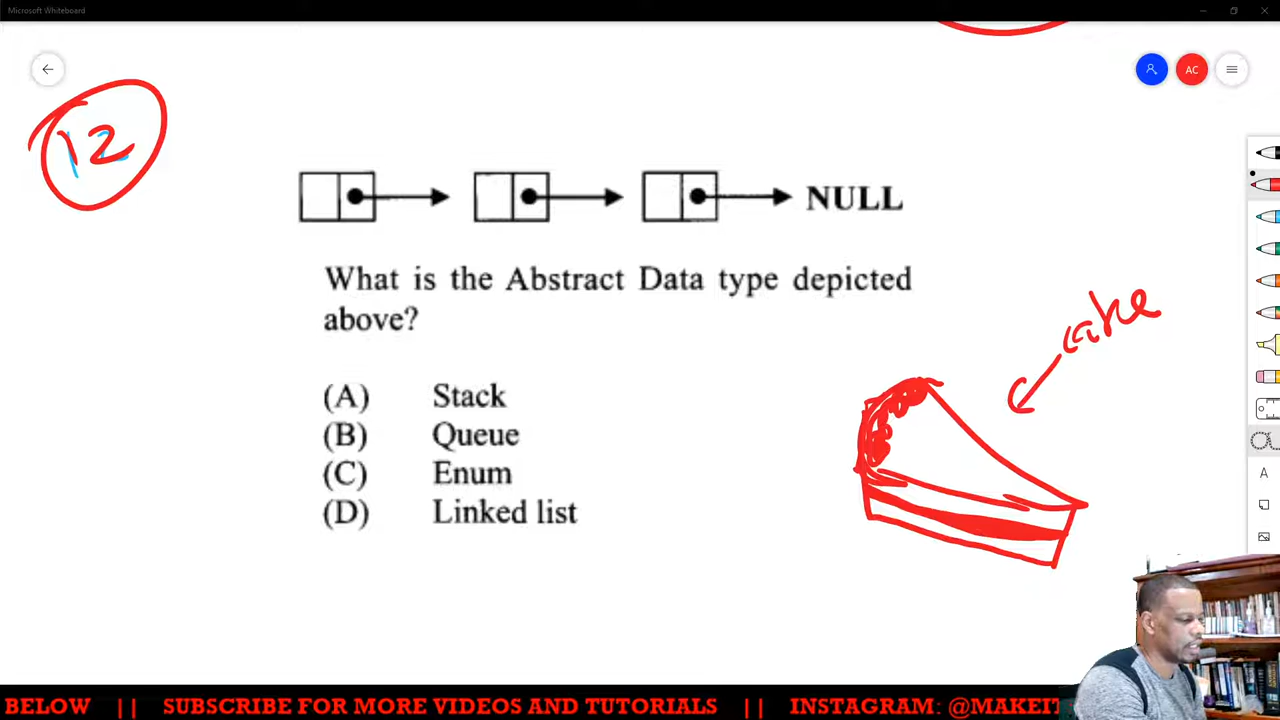 Microsoft Whiteboard
AC
12
NULL
What is the Abstract Data type depicted
above?
(A) Stack
(B) Queue
(C) Enum
(D) Linked list
cake
A
BELOW || SUBSCRIBE FOR MORE VIDEOS AND TUTORIALS || INSTAGRAM: @MAKEIT